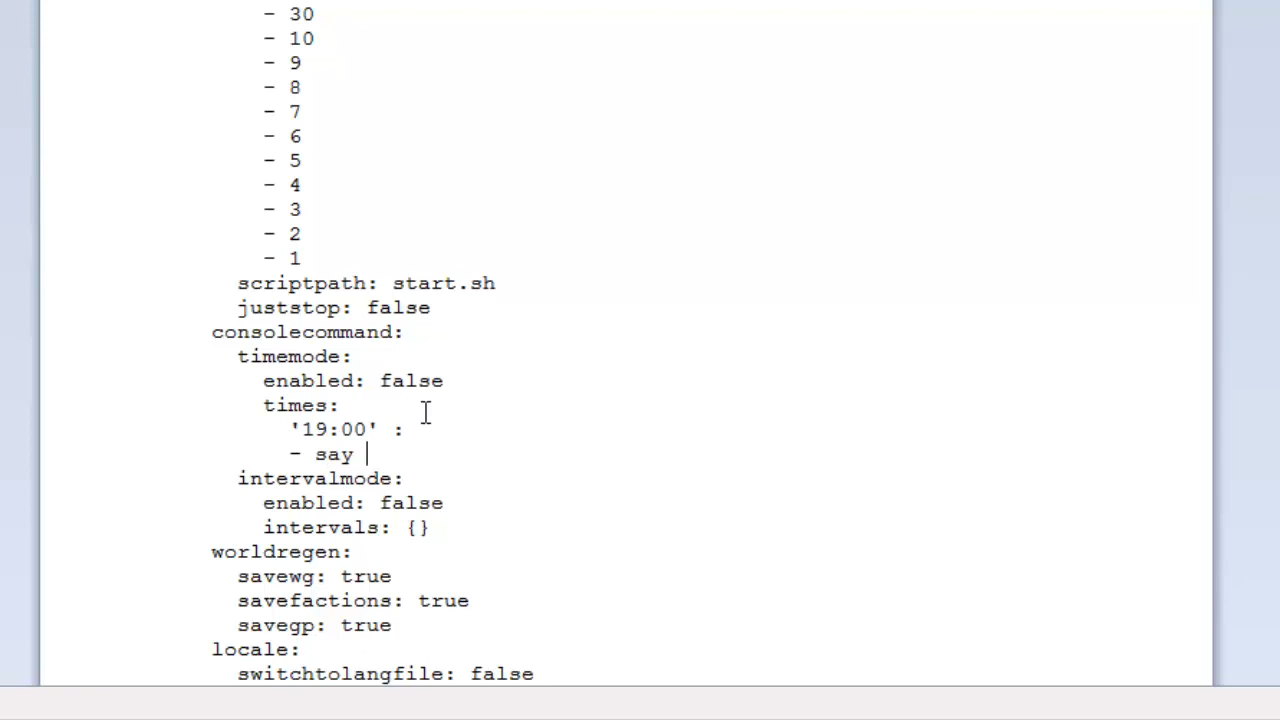 - 30
- 10
- 9
- 8
- 7
- 6
- 5
- 4
- 3
- 2
- 1
scriptpath: start.sh
juststop: false
consolecommand:
timemode:
enabled: false
times:
'19:00' :
- say
intervalmode:
enabled: false
intervals: {}
worldregen:
savewg: true
savefactions: true
savegp: true
locale:
switchtolangfile: false